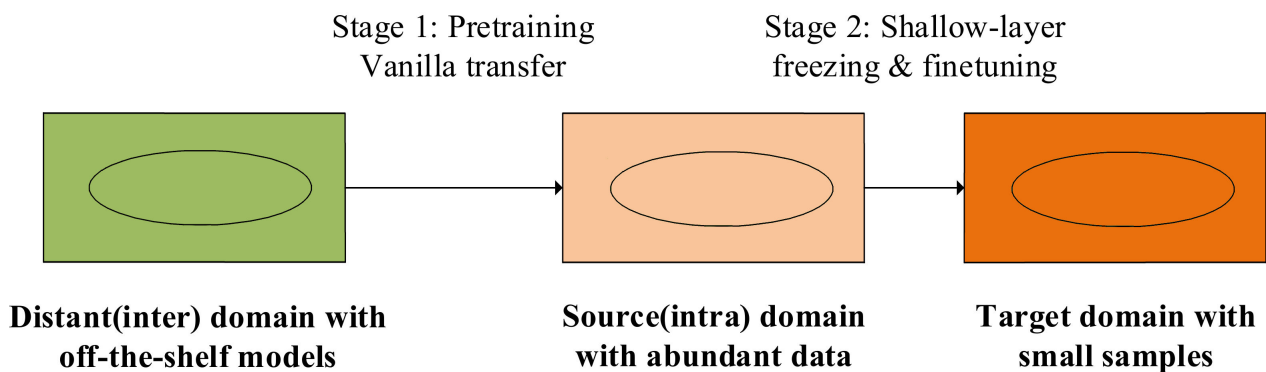 Stage 1: Pretraining
Vanilla transfer
Stage 2: Shallow-layer
freezing & finetuning
Distant(inter) domain with
off-the-shelf models
Source(intra) domain
with abundant data
Target domain with
small samples